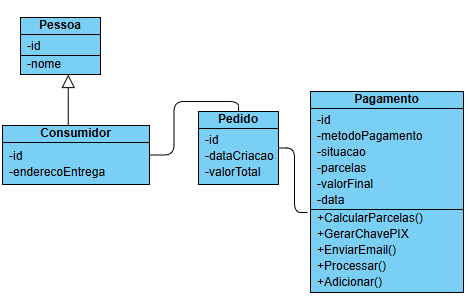 Pessoa
-id
-nome
Consumidor
-id
-enderecoEntrega
Pedido
-id
-dataCriacao
-valorTotal
Pagamento
-id
-metodoPagamento
-situacao
-parcelas
-valorFinal
-data
+CalcularParcelas()
+GerarChavePIX
+EnviarEmail()
+Processar()
+Adicionar()